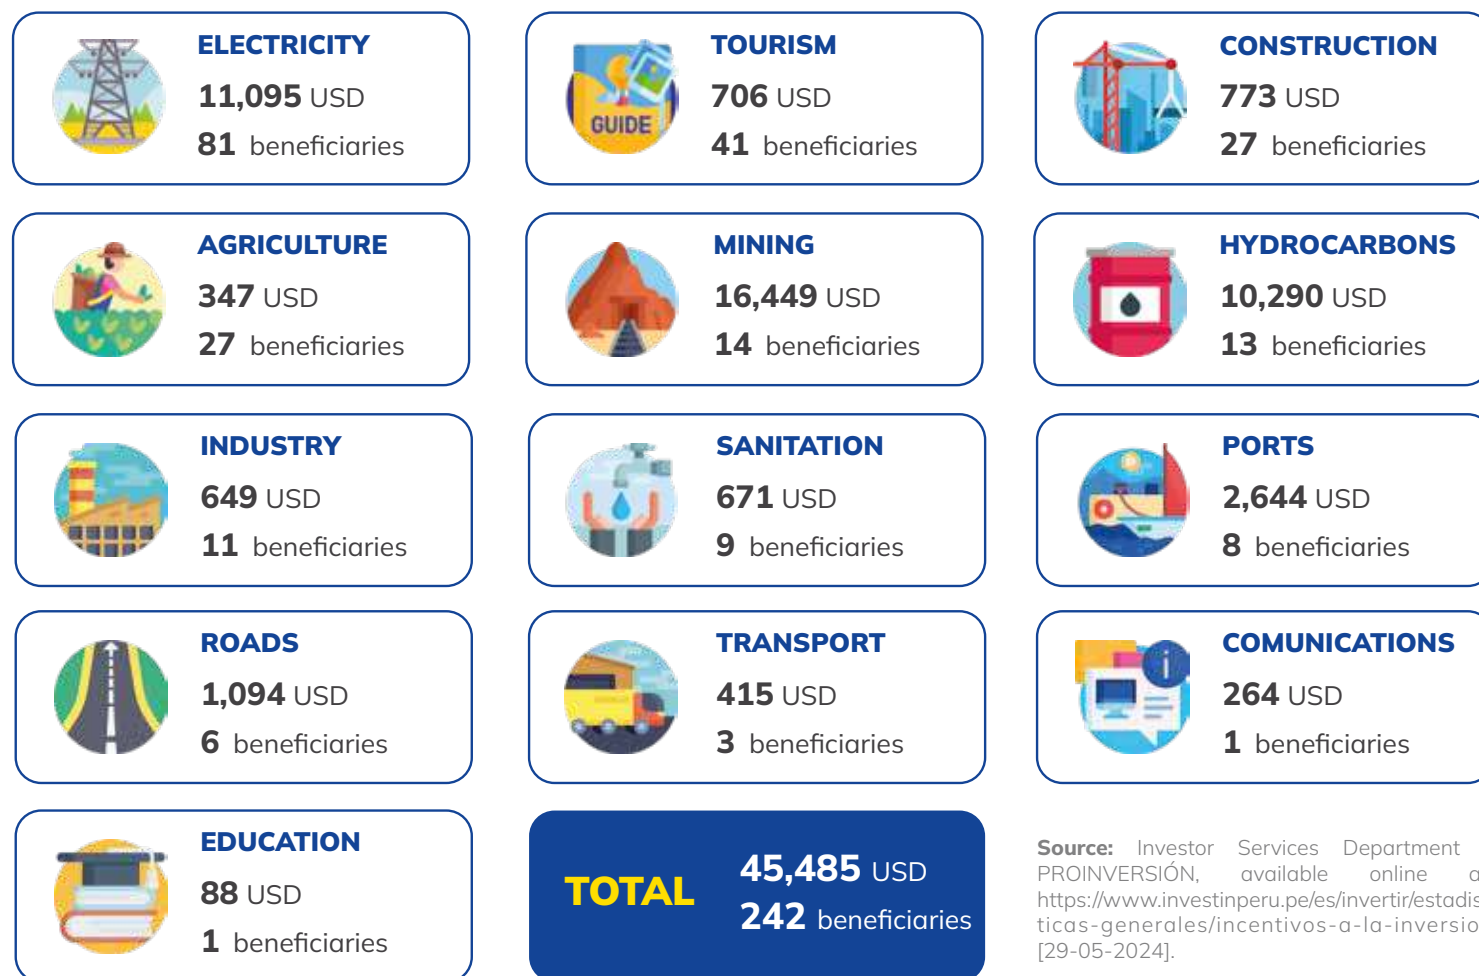 ELECTRICITY
11,095 USD
81 beneficiaries
TOURISM
706 USD
41 beneficiaries
CONSTRUCTION
773 USD
27 beneficiaries
AGRICULTURE
347 USD
27 beneficiaries
MINING
16,449 USD
14 beneficiaries
HYDROCARBONS
10,290 USD
13 beneficiaries
INDUSTRY
649 USD
11 beneficiaries
SANITATION
671 USD
9 beneficiaries
PORTS
2,644 USD
8 beneficiaries
ROADS
1,094 USD
6 beneficiaries
TRANSPORT
415 USD
3 beneficiaries
COMUNICATIONS
264 USD
1 beneficiaries
EDUCATION
88 USD
1 beneficiaries
TOTAL
45,485 USD
242 beneficiaries
Source: Investor Services Department
PROINVERSIÓN, available online a
https://www.investinperu.pe/es/invertir/estadis
ticas-generales/incentivos-a-la-inversio
[29-05-2024].
GUIDE
i